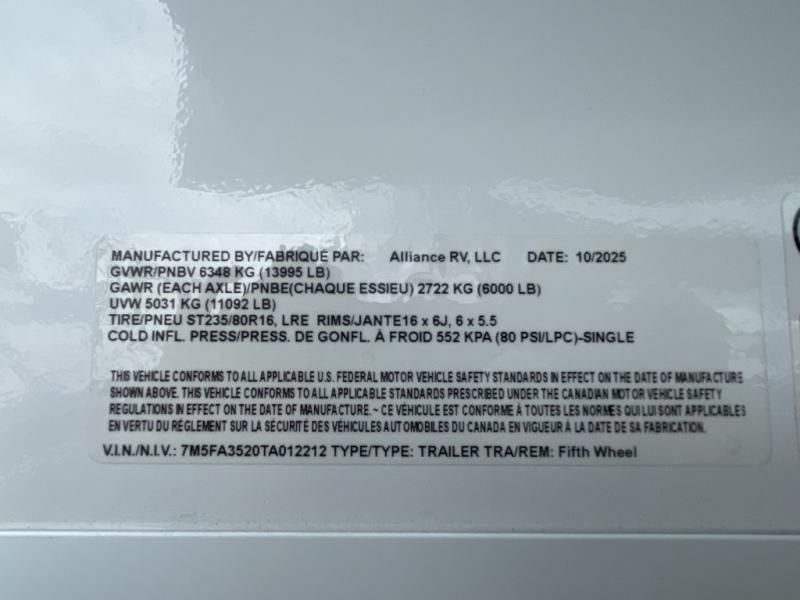 MANUFACTURED BY/FABRIQUE PAR: Alliance RV, LLC DATE: 10/2025
GVWR/PNBV 6348 KG (13995 LB)
GAWR (EACH AXLE)/PNBE(CHAQUE ESSIEU) 2722 KG (6000 LB)
UVW 5031 KG (11092 LB)
TIRE/PNEU ST235/80R16, LRE RIMS/JANTE16 x 6J, 6 x 5.5
COLD INFL. PRESS/PRESS. DE GONFL. À FROID 552 KPA (80 PSI/LPC)-SINGLE
THIS VEHICLE CONFORMS TO ALL APPLICABLE U.S. FEDERAL MOTOR VEHICLE SAFETY STANDARDS IN EFFECT ON THE DATE OF MANUFACTURE
SHOWN ABOVE. THIS VEHICLE CONFORMS TO ALL APPLICABLE STANDARDS PRESCRIBED UNDER THE CANADIAN MOTOR VEHICLE SAFETY
REGULATIONS IN EFFECT ON THE DATE OF MANUFACTURE. ~ CE VÉHICULE EST CONFORME À TOUTES LES NORMES QUI LUI SONT APPLICABLES
EN VERTU DU RÈGLEMENT SUR LA SÉCURITÉ DES VÉHICULES AUTOMOBILES DU CANADA EN VIGUEUR À LA DATE DE SA FABRICATION.
V.I.N./N.I.V.: 7M5FA3520TA012212 TYPE/TYPE: TRAILER TRA/REM: Fifth Wheel